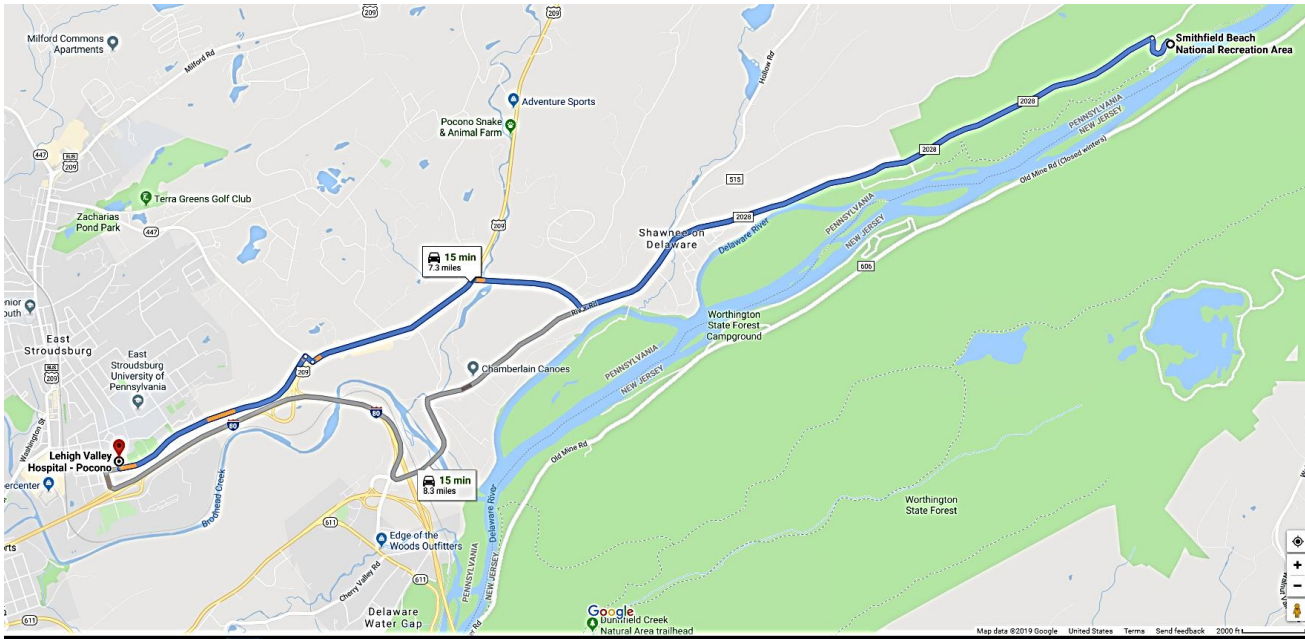 209
209
Milford Commons
Apartments
Milford Rd
Hollow Rd
Smithfield Beach
National Recreation Area
Adventure Sports
Pocono Snake
& Animal Farm
2028
PENNSYLVANIA
NEW JERSEY
447
BUS
209
2028
Old Mine Rd (Closed winters)
515
Terra Greens Golf Club
Zacharias
Pond Park
447
209
2028
PENNSYLVANIA
NEW JERSEY
Shawnee on
Delaware
Delaware River
15 min
7.3 miles
606
River Rd
Worthington
State Forest
Campground
East
Stroudsburg
East
Stroudsburg
University of
Pennsylvania
BUS
209
209
PENNSYLVANIA
NEW JERSEY
Chamberlain Canoes
80
80
Washington St
Lehigh Valley
Hospital - Pocono
Old Mine Rd
15 min
8.3 miles
Brodhead Creek
Delaware River
Worthington
State Forest
611
Edge of the
Woods Outfitters
PENNSYLVANIA
NEW JERSEY
Cherry Valley Rd
611
Delaware
Water Gap
611
Google
Dunnfield Creek
Natural Area trailhead
Map data ©2019 Google United States Terms Send feedback 2000 ft